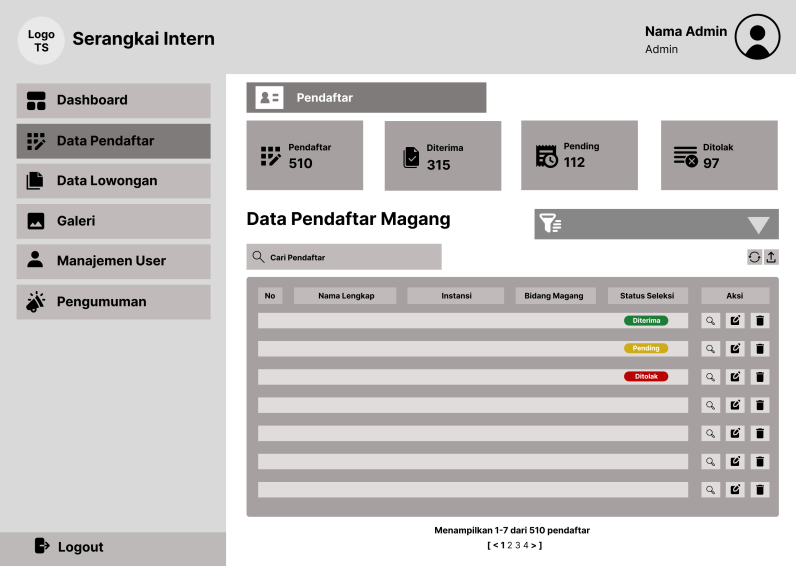 Logo
TS
Serangkai Intern
Nama Admin
Admin
Dashboard
Data Pendaftar
Data Lowongan
Galeri
Manajemen User
Pengumuman
Logout
Pendaftar
Pendaftar
510
Diterima
315
Pending
112
Ditolak
97
Data Pendaftar Magang
Cari Pendaftar
No Nama Lengkap Instansi Bidang Magang Status Seleksi Aksi
Diterima
Pending
Ditolak
Menampilkan 1-7 dari 510 pendaftar
[ < 1 2 3 4 > ]